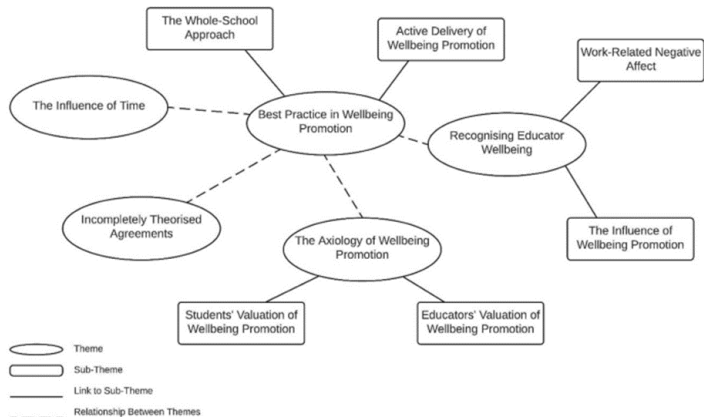 The Whole-School
Approach
Active Delivery of
Wellbeing Promotion
Work-Related Negative
Affect
The Influence of Time
Best Practice in Wellbeing
Promotion
Recognising Educator
Wellbeing
Incompletely Theorised
Agreements
The Axiology of Wellbeing
Promotion
The Influence of
Wellbeing Promotion
Students' Valuation of
Wellbeing Promotion
Educators' Valuation of
Wellbeing Promotion
Theme
Sub-Theme
Link to Sub-Theme
Relationship Between Themes